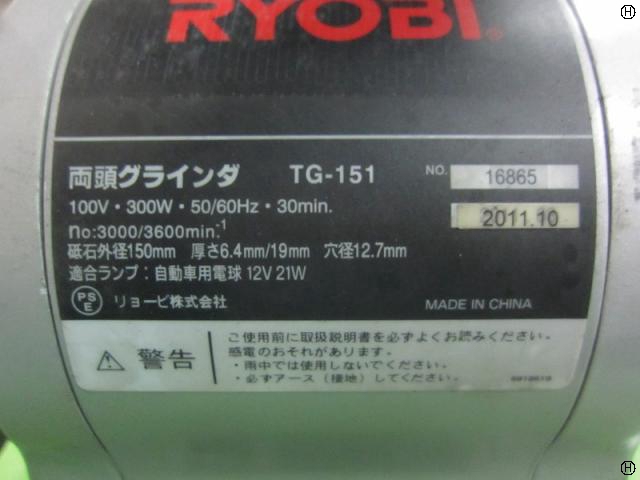 RYOBI®
両頭グラインダ TG-151 NO. 16865
100V・300W・50/60Hz・30min. 2011.10
no:3000/3600min⁻¹
砥石外径150mm 厚さ6.4mm/19mm 穴径12.7mm
適合ランプ：自動車用電球 12V 21W
PS E リョービ株式会社 MADE IN CHINA
警告 ご使用前に取扱説明書を必ずよくお読みください。
感電のおそれがあります。
・雨中では使用しないでください。
・必ずアース（接地）してください。
H
H